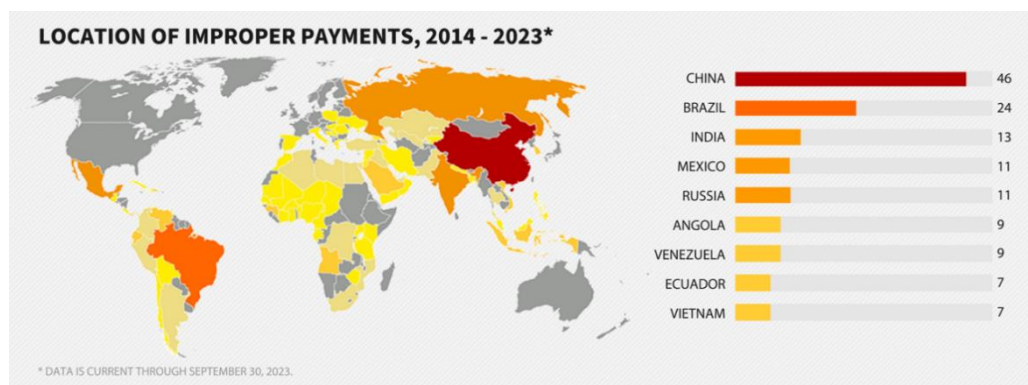 LOCATION OF IMPROPER PAYMENTS, 2014 - 2023*
CHINA 46
BRAZIL 24
INDIA 13
MEXICO 11
RUSSIA 11
ANGOLA 9
VENEZUELA 9
ECUADOR 7
VIETNAM 7
* DATA IS CURRENT THROUGH SEPTEMBER 30, 2023.